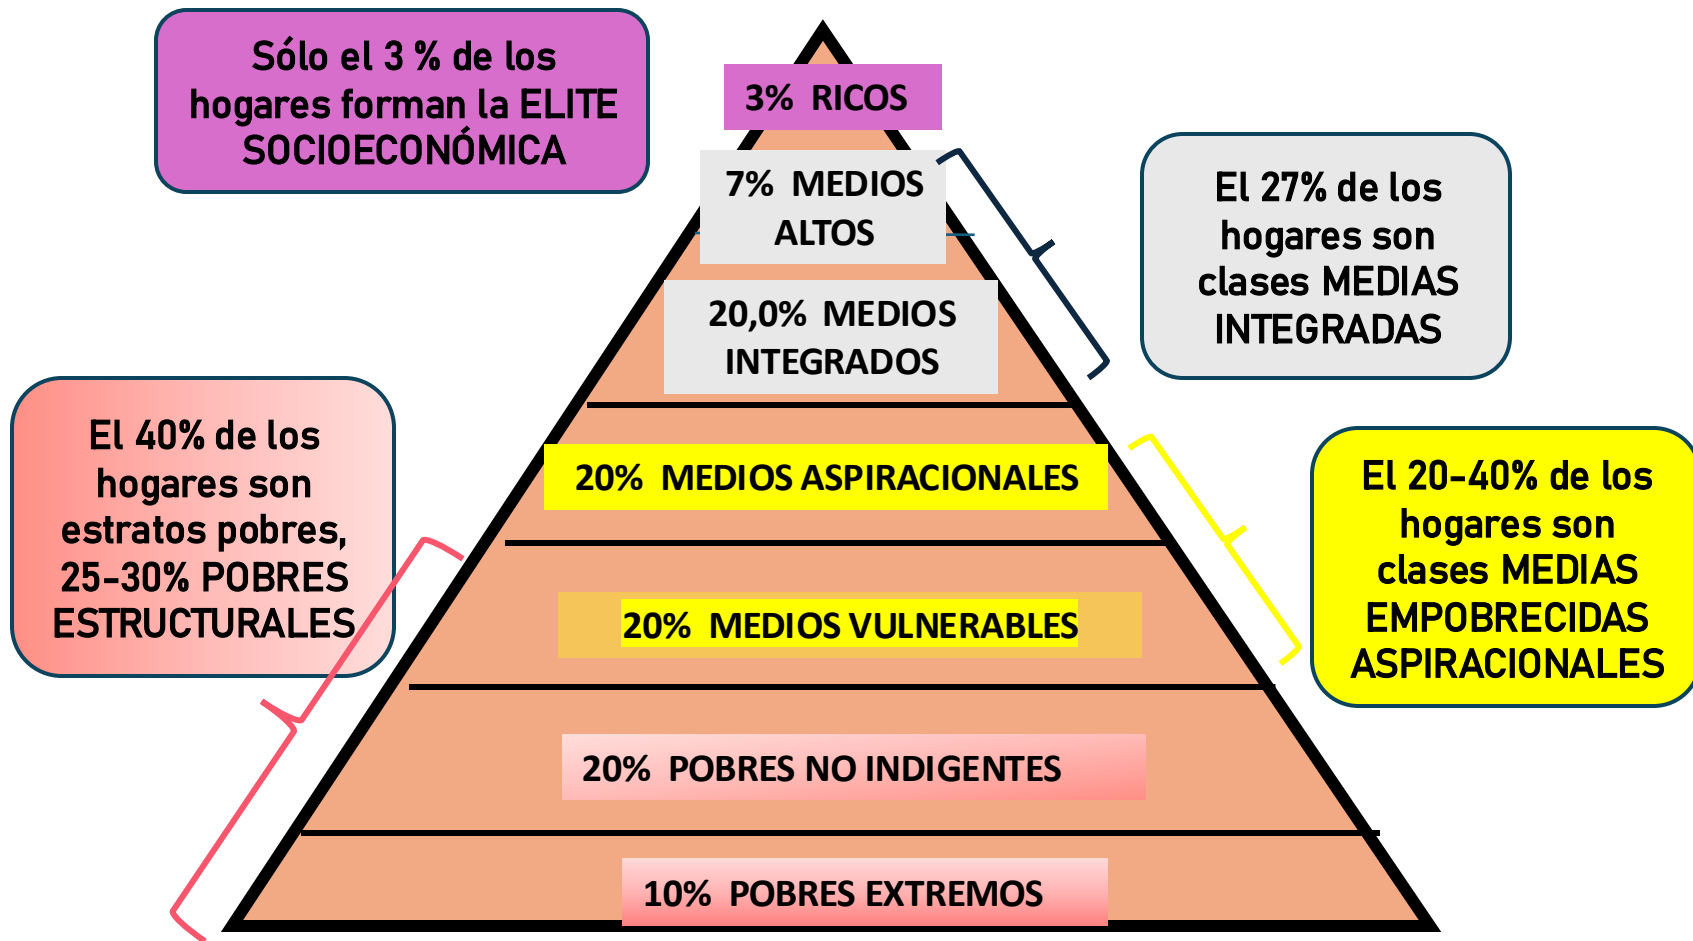 Sólo el 3 % de los
hogares forman la ELITE
SOCIOECONÓMICA
3% RICOS
7% MEDIOS
ALTOS
20,0% MEDIOS
INTEGRADOS
El 27% de los
hogares son
clases MEDIAS
INTEGRADAS
El 40% de los
hogares son
estratos pobres,
25-30% POBRES
ESTRUCTURALES
20% MEDIOS ASPIRACIONALES
El 20-40% de los
hogares son
clases MEDIAS
EMPOBRECIDAS
ASPIRACIONALES
20% MEDIOS VULNERABLES
20% POBRES NO INDIGENTES
10% POBRES EXTREMOS